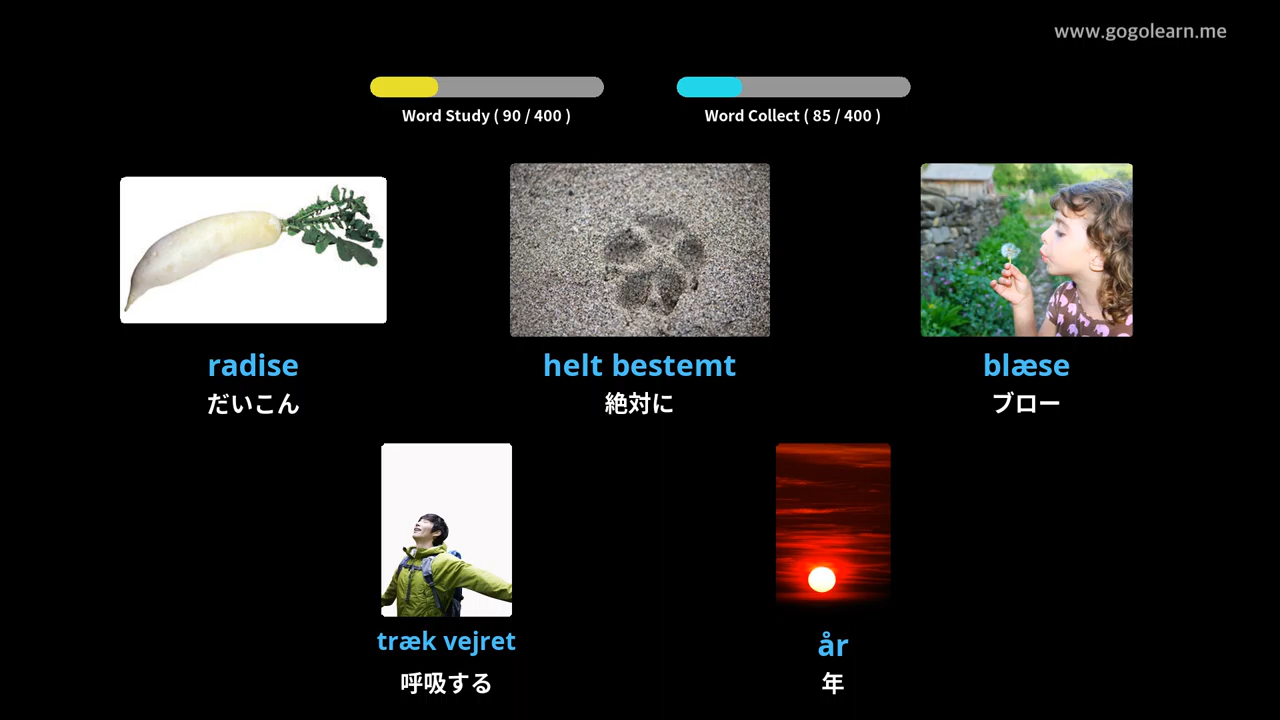 www.gogolearn.me
Word Study ( 90 / 400 )
Word Collect ( 85 / 400 )
radise
だいこん
helt bestemt
絶対に
blæse
ブロー
træk vejret
呼吸する
år
年